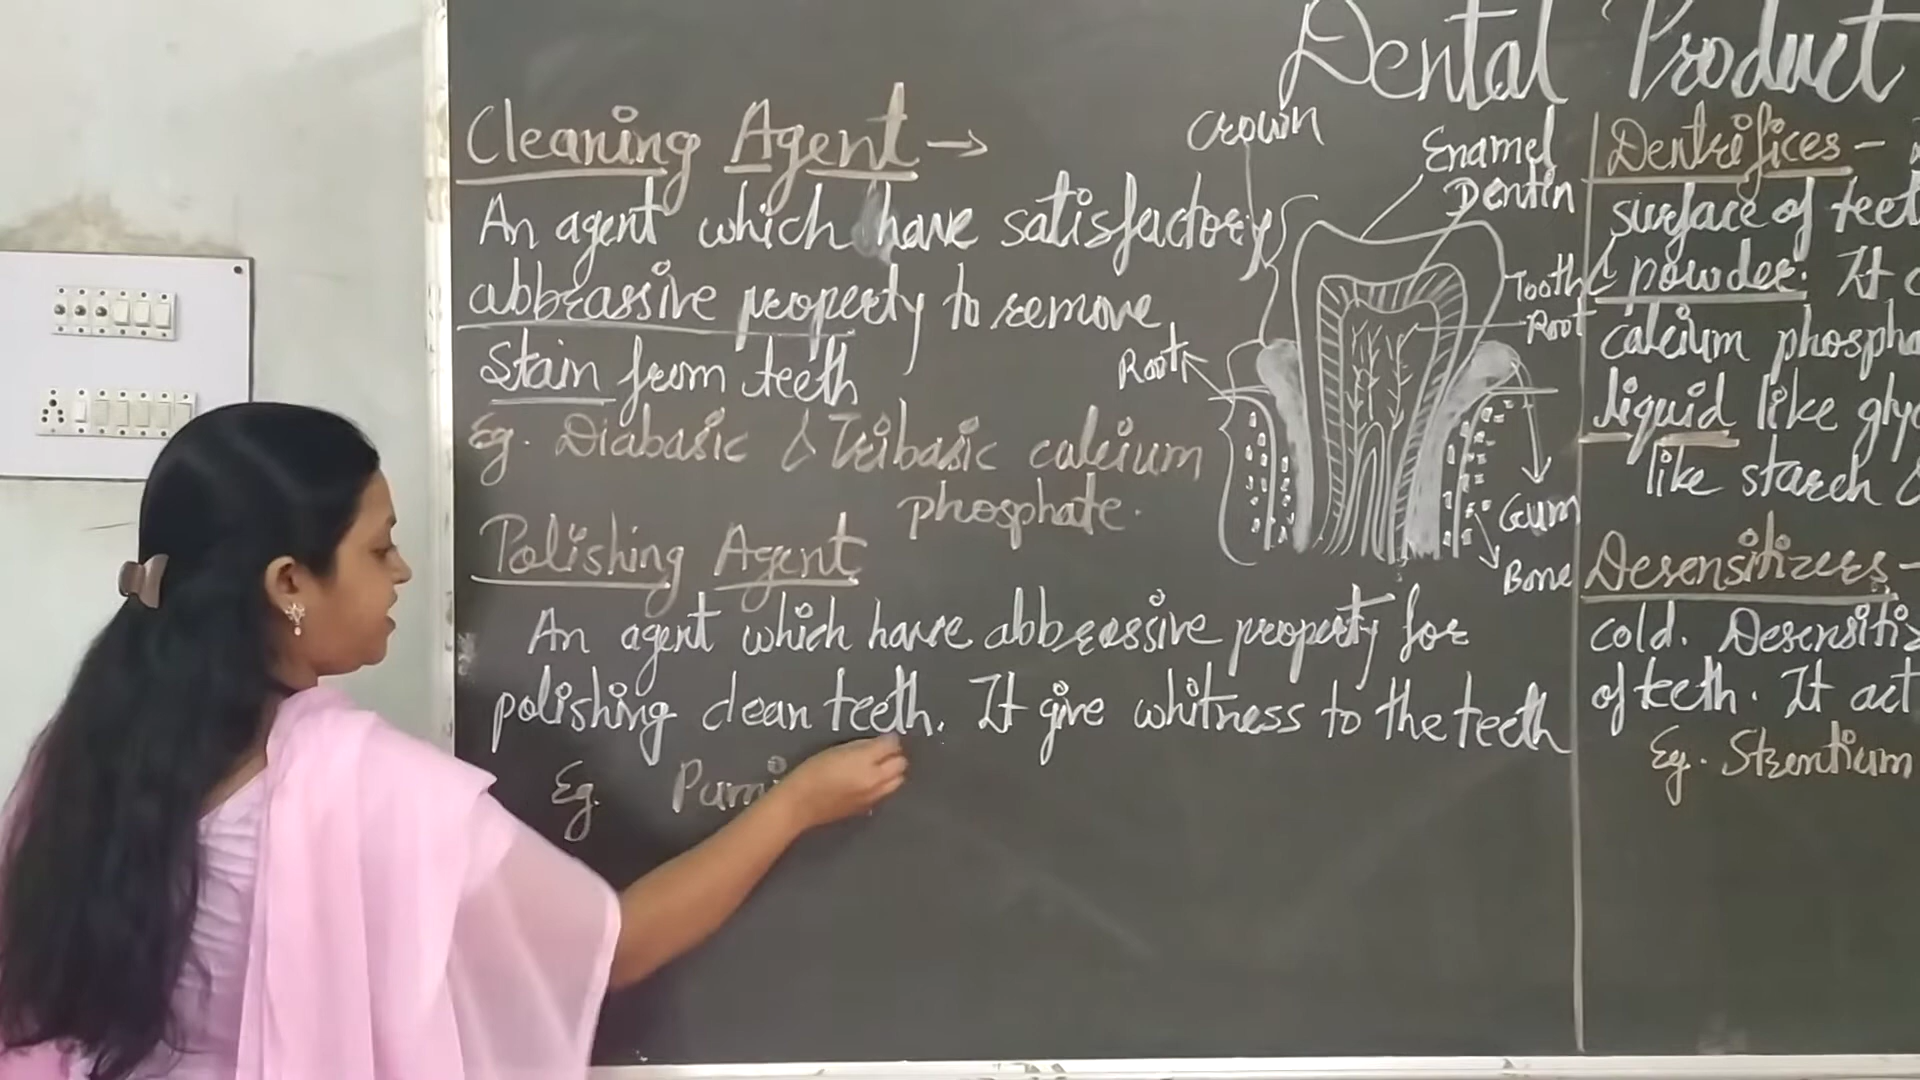 Dental Product
Cleaning Agent →
An agent which have satisfactory
abbrassive property to remove
stain from teeth
Eg. Diabasic & Tribasic calcium
phosphate.
Polishing Agent
An agent which have abbrassive property for
polishing clean teeth. It give whitness to the teeth
Eg. Pumi
Crown
Enamel
Dentin
Tooth
Root
Root
Gum
Bone
Dentrifices -
surface of teet
powder. It c
calcium phospha
liquid like glyc
like starch &
Desensitizers -
cold. Desensitiz
of teeth. It act
Eg. Strontium